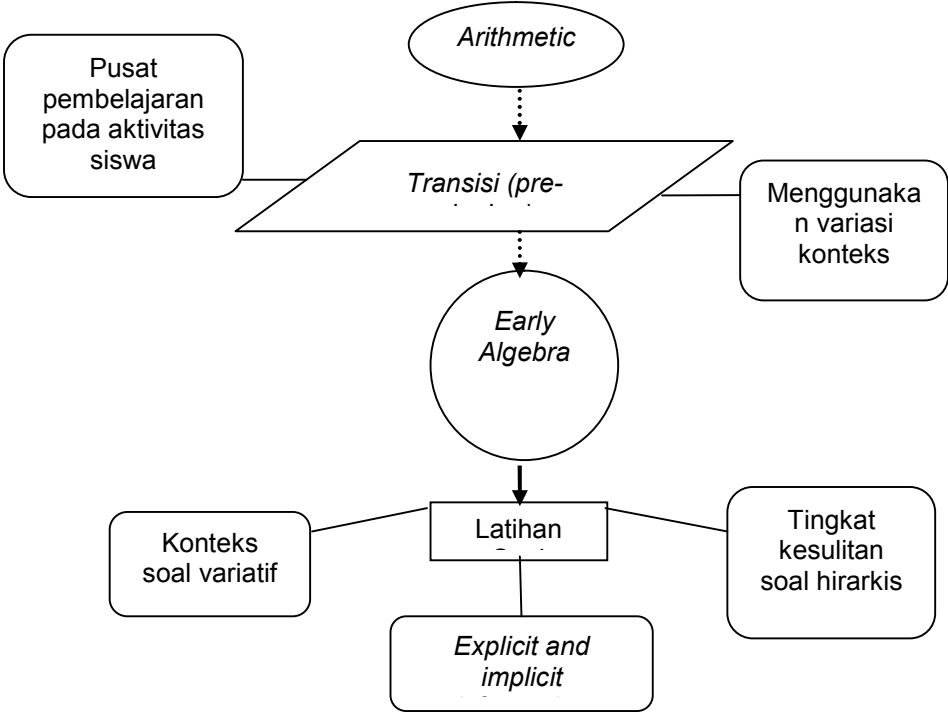 Arithmetic
Pusat
pembelajaran
pada aktivitas
siswa
Transisi (pre-
Menggunaka
n variasi
konteks
Early
Algebra
Latihan
Konteks
soal variatif
Tingkat
kesulitan
soal hirarkis
Explicit and
implicit